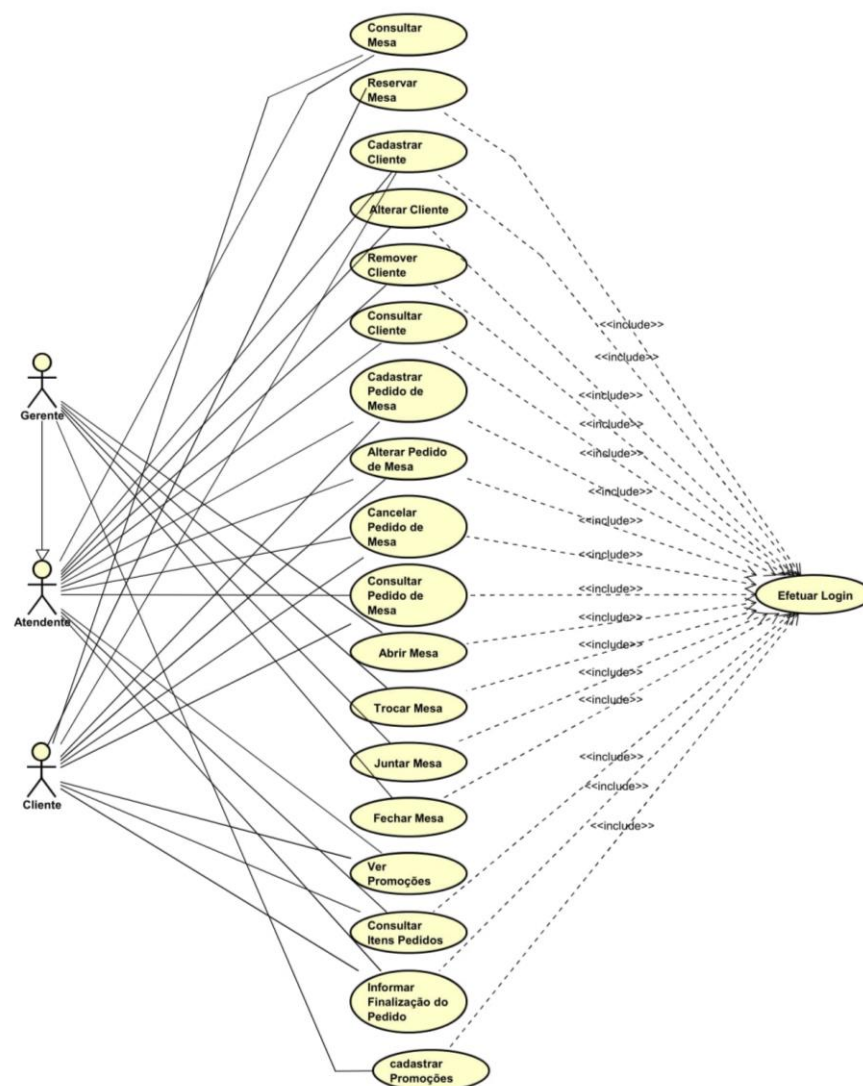 Consultar
Mesa
Reservar
Mesa
Cadastrar
Cliente
Alterar Cliente
Remover
Cliente
<<include>>
Consultar
Cliente
<<include>>
Gerente
Cadastrar
Pedido de
Mesa
<<include>>
<<include>>
Alterar Pedido
de Mesa
<<include>>
<<include>>
Cancelar
Pedido de
Mesa
<<include>>
<<include>>
Atendente
Consultar
Pedido de
Mesa
<<include>>
Efetuar Login
<<include>>
Abrir Mesa
<<include>>
<<include>>
Trocar Mesa
<<include>>
Juntar Mesa
<<include>>
Cliente
<<include>>
Fechar Mesa
<<include>>
Ver
Promoções
Consultar
Itens Pedidos
Informar
Finalização do
Pedido
cadastrar
Promoções